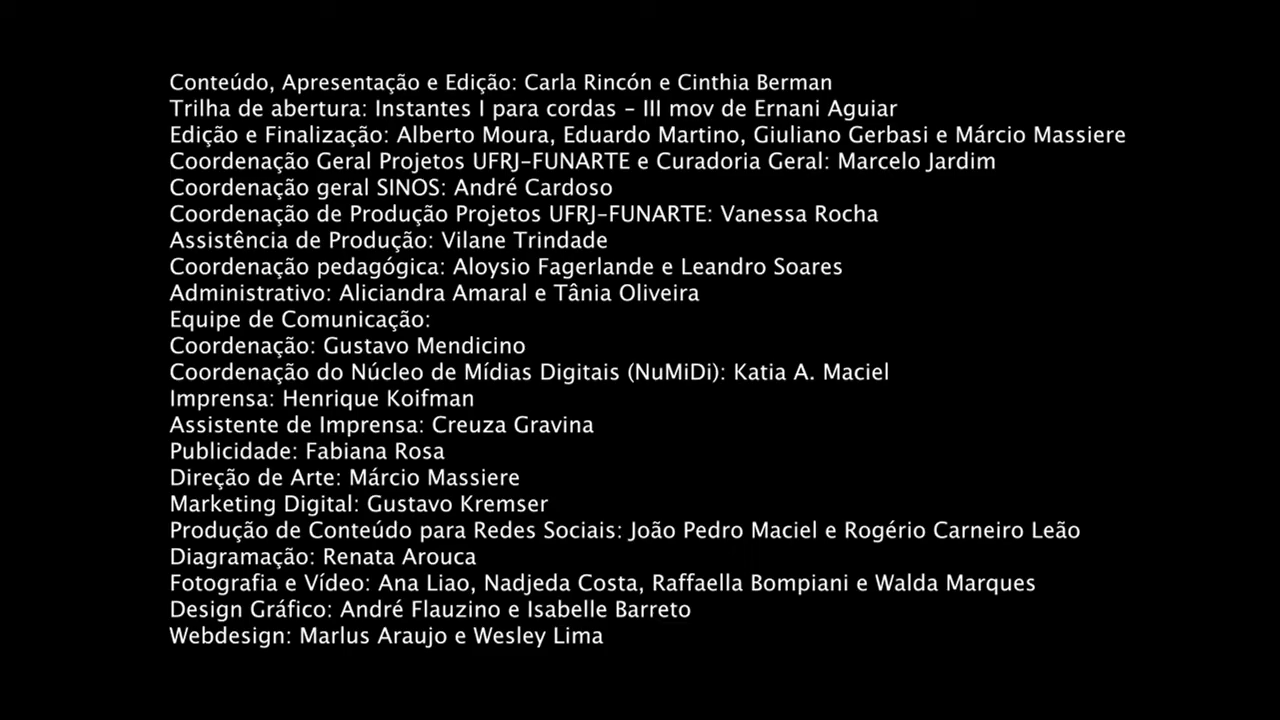 Conteúdo, Apresentação e Edição: Carla Rincón e Cinthia Berman
Trilha de abertura: Instantes I para cordas – III mov de Ernani Aguiar
Edição e Finalização: Alberto Moura, Eduardo Martino, Giuliano Gerbasi e Márcio Massiere
Coordenação Geral Projetos UFRJ-FUNARTE e Curadoria Geral: Marcelo Jardim
Coordenação geral SINOS: André Cardoso
Coordenação de Produção Projetos UFRJ-FUNARTE: Vanessa Rocha
Assistência de Produção: Vilane Trindade
Coordenação pedagógica: Aloysio Fagerlande e Leandro Soares
Administrativo: Aliciandra Amaral e Tânia Oliveira
Equipe de Comunicação:
Coordenação: Gustavo Mendicino
Coordenação do Núcleo de Mídias Digitais (NuMiDi): Katia A. Maciel
Imprensa: Henrique Koifman
Assistente de Imprensa: Creuza Gravina
Publicidade: Fabiana Rosa
Direção de Arte: Márcio Massiere
Marketing Digital: Gustavo Kremser
Produção de Conteúdo para Redes Sociais: João Pedro Maciel e Rogério Carneiro Leão
Diagramação: Renata Arouca
Fotografia e Vídeo: Ana Liao, Nadjeda Costa, Raffaella Bompiani e Walda Marques
Design Gráfico: André Flauzino e Isabelle Barreto
Webdesign: Marlus Araujo e Wesley Lima